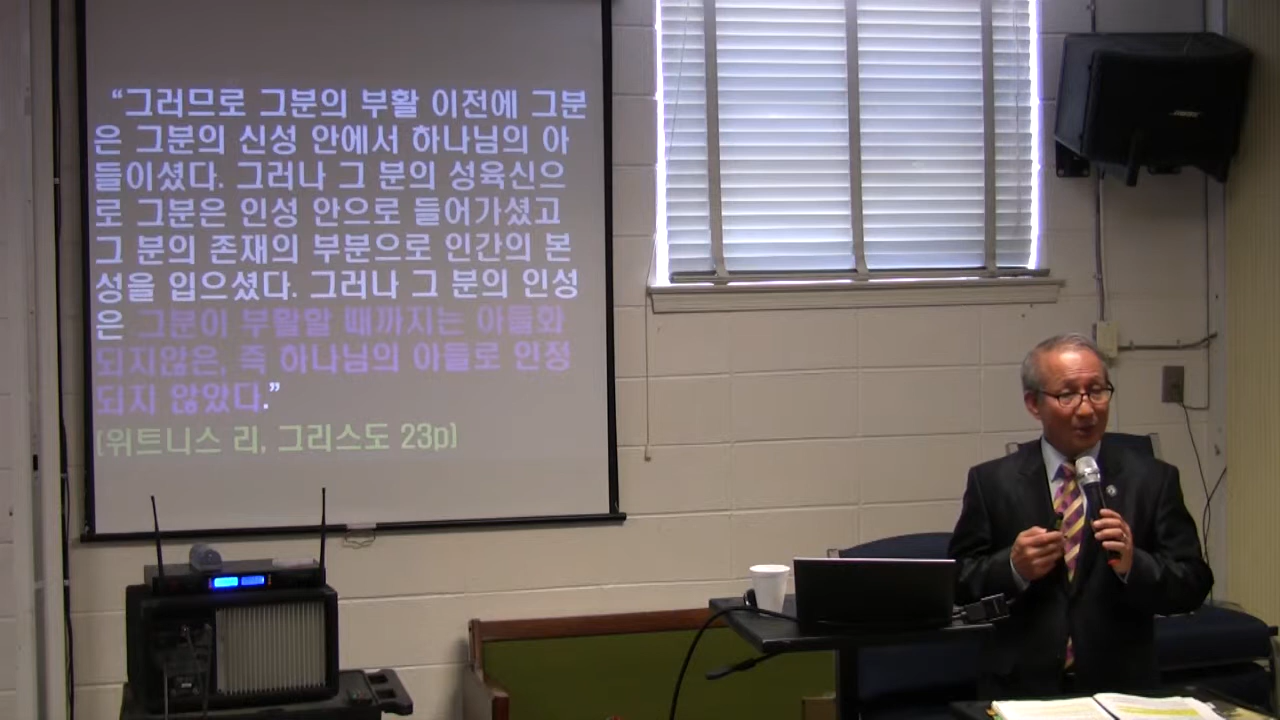 “그러므로 그분의 부활 이전에 그분
은 그분의 신성 안에서 하나님의 아
들이셨다. 그러나 그 분의 성육신으
로 그분은 인성 안으로 들어가셨고
그 분의 존재의 부분으로 인간의 본
성을 입으셨다. 그러나 그 분의 인성
은 그분이 부활할 때까지는 아들화
되지않은, 즉 하나님의 아들로 인정
되지 않았다.”
(위트니스 리, 그리스도 23p)
BOSE